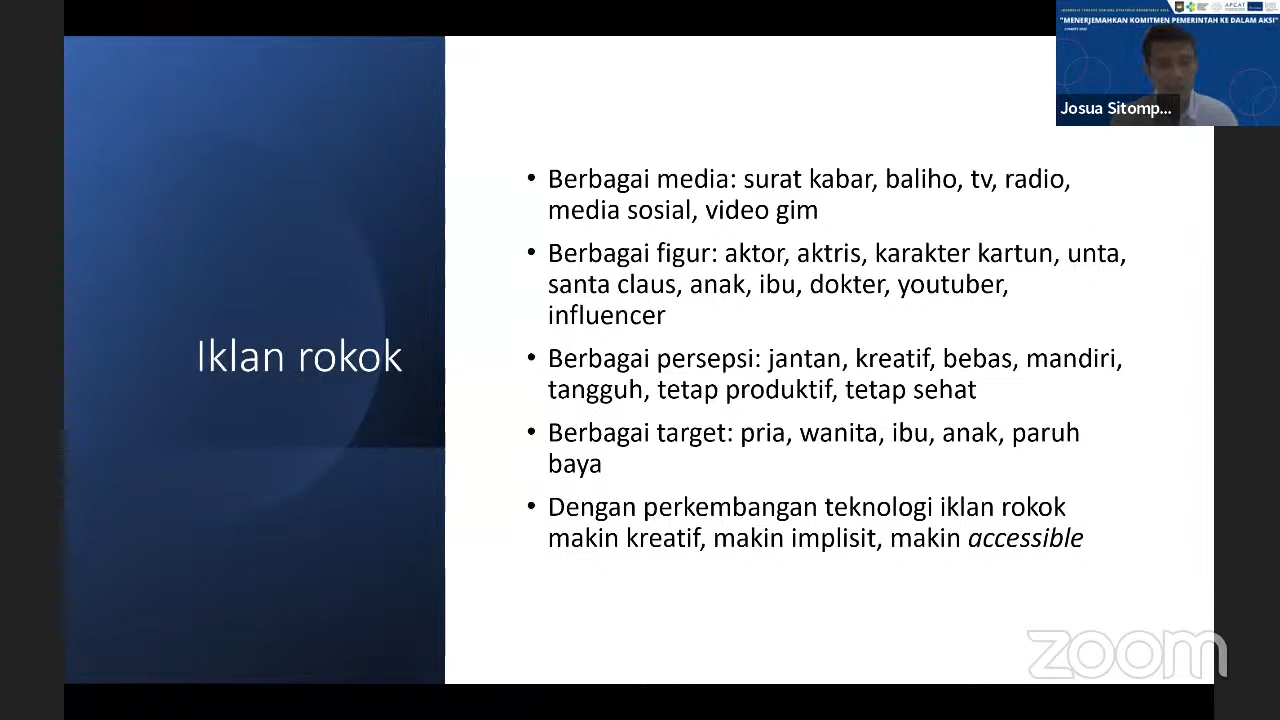 APCAT
"MENERJEMAHKAN KOMITMEN PEMERINTAH KE DALAM AKSI"
Josua Sitomp...
Iklan rokok
• Berbagai media: surat kabar, baliho, tv, radio,
media sosial, video gim
• Berbagai figur: aktor, aktris, karakter kartun, unta,
santa claus, anak, ibu, dokter, youtuber,
influencer
• Berbagai persepsi: jantan, kreatif, bebas, mandiri,
tangguh, tetap produktif, tetap sehat
• Berbagai target: pria, wanita, ibu, anak, paruh
baya
• Dengan perkembangan teknologi iklan rokok
makin kreatif, makin implisit, makin accessible
zoom